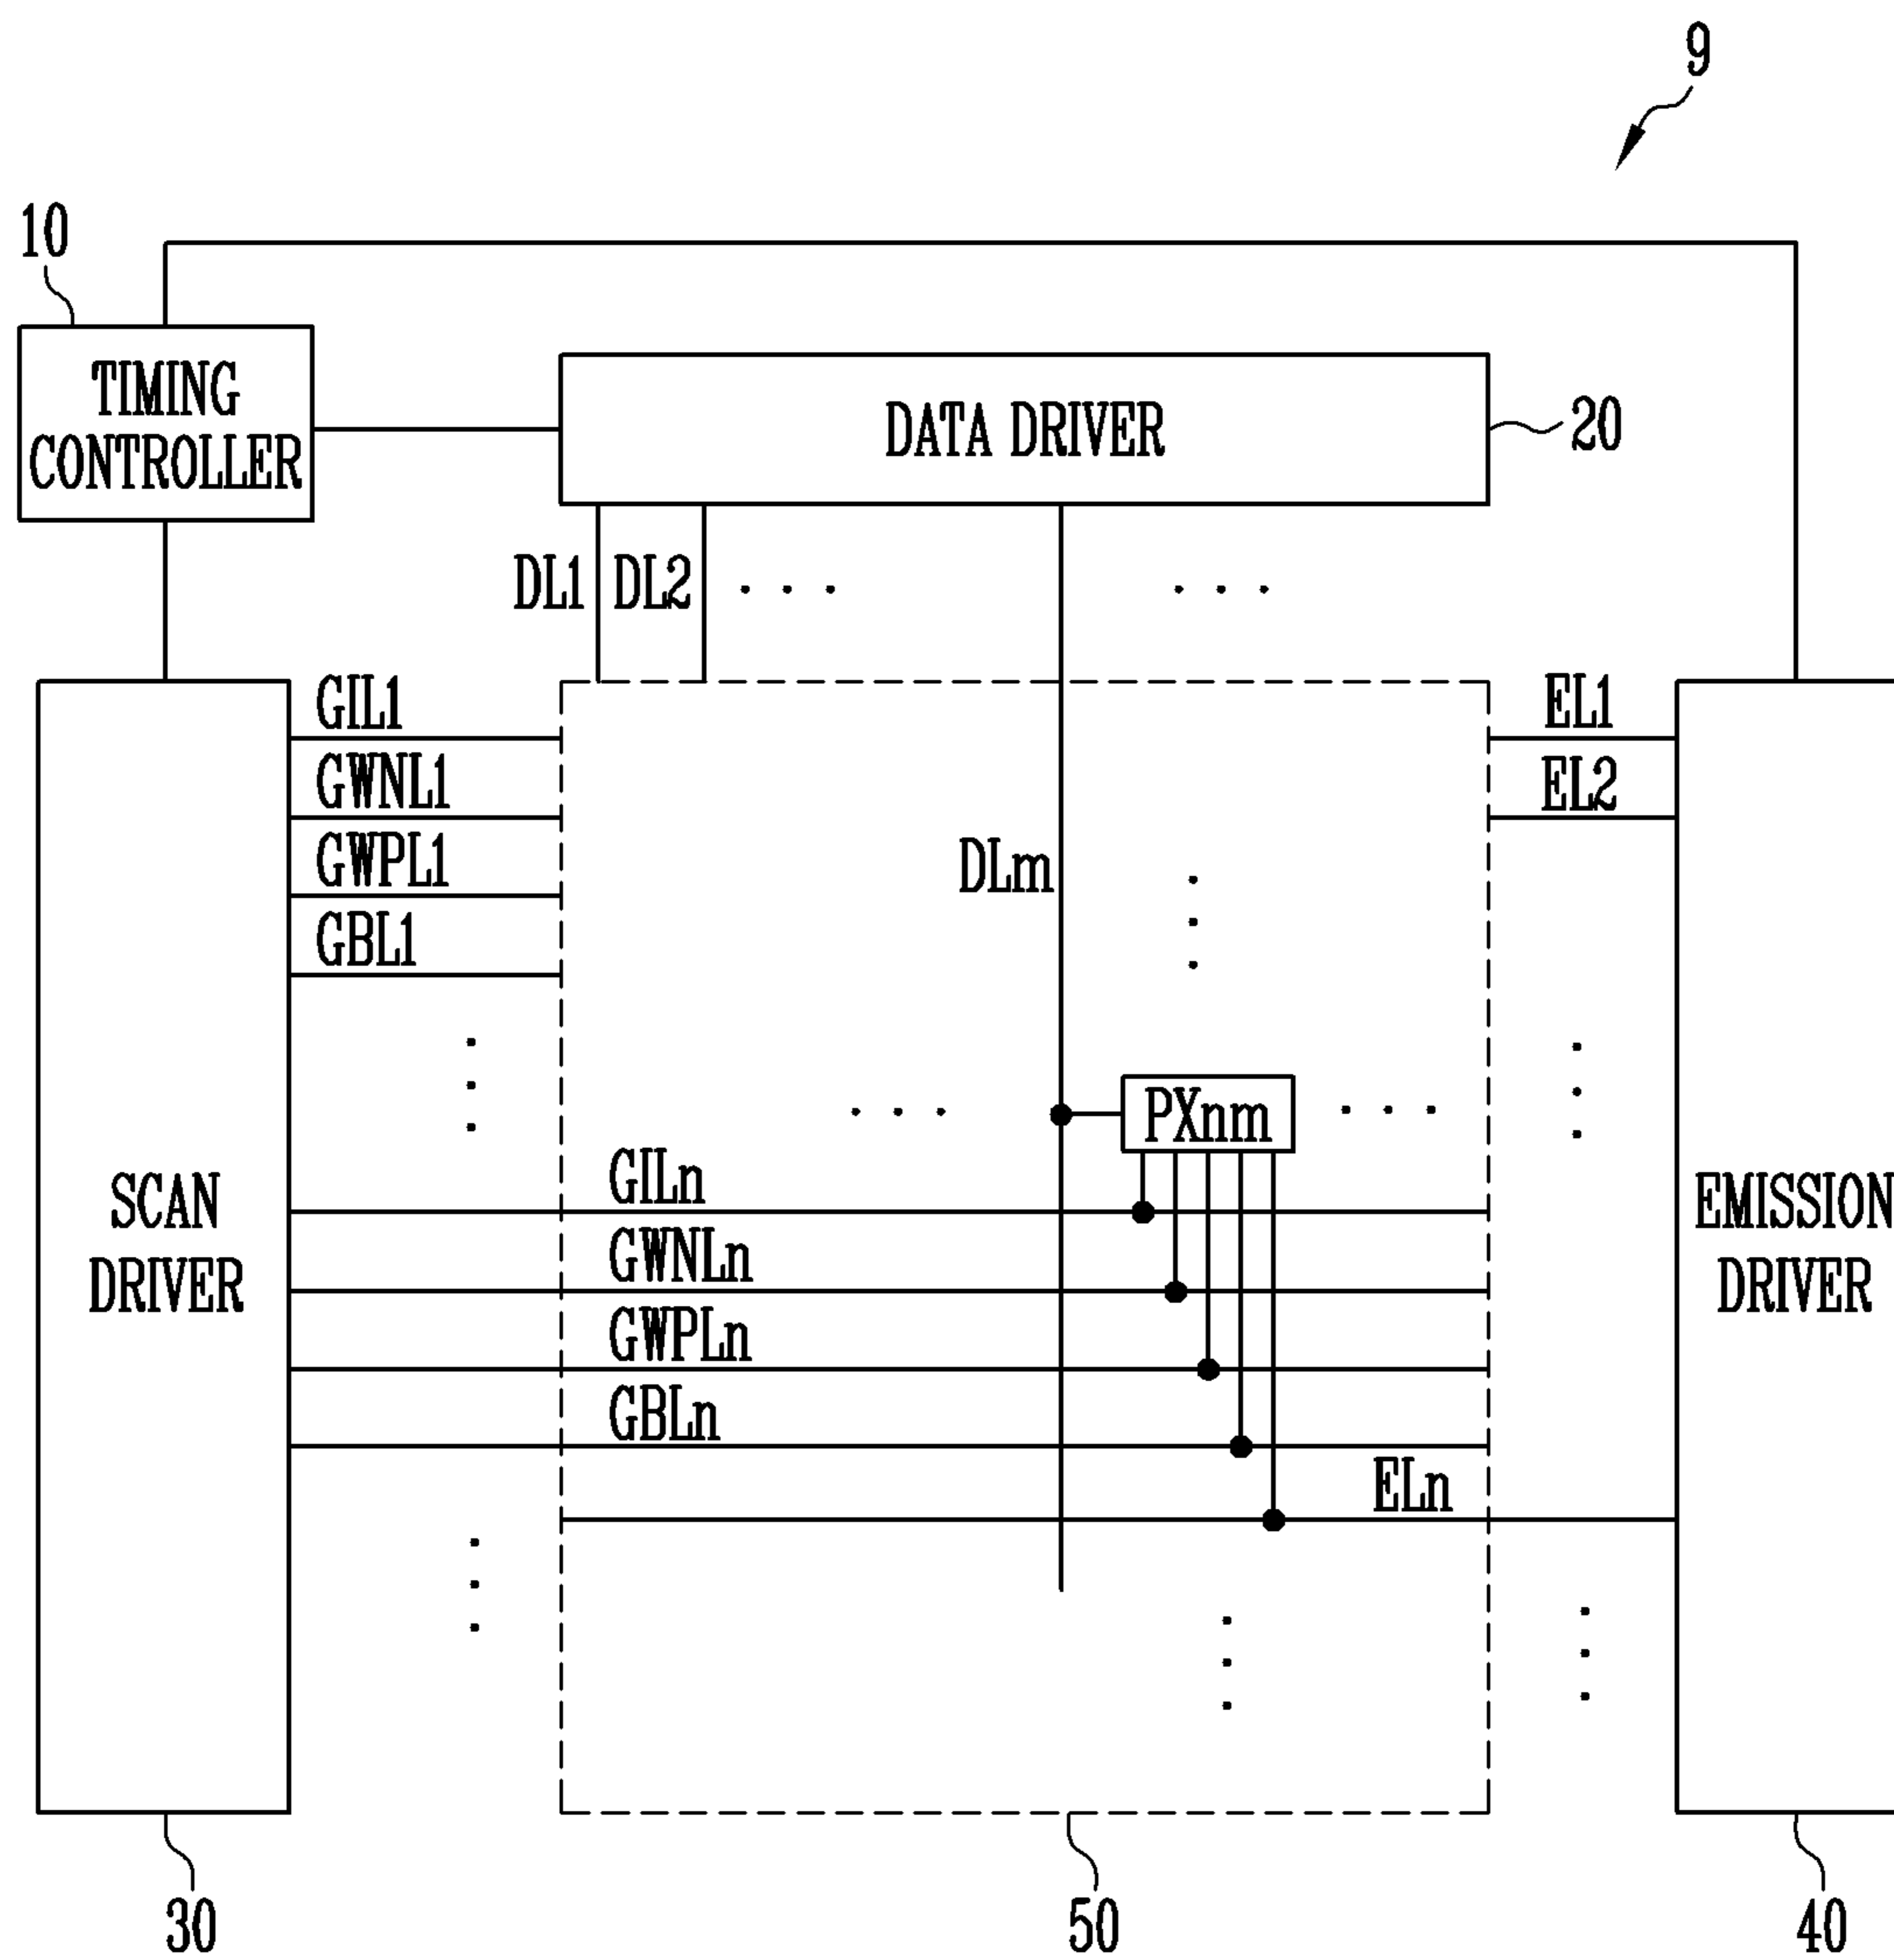 9
10
TIMING
CONTROLLER
DATA DRIVER
20
DL1
DL2
GIL1
EL1
GWNL1
EL2
GWPL1
DLm
GBL1
PXnm
GILn
SCAN
DRIVER
EMISSION
DRIVER
GWNLn
GWPLn
GBLn
ELn
30
50
40